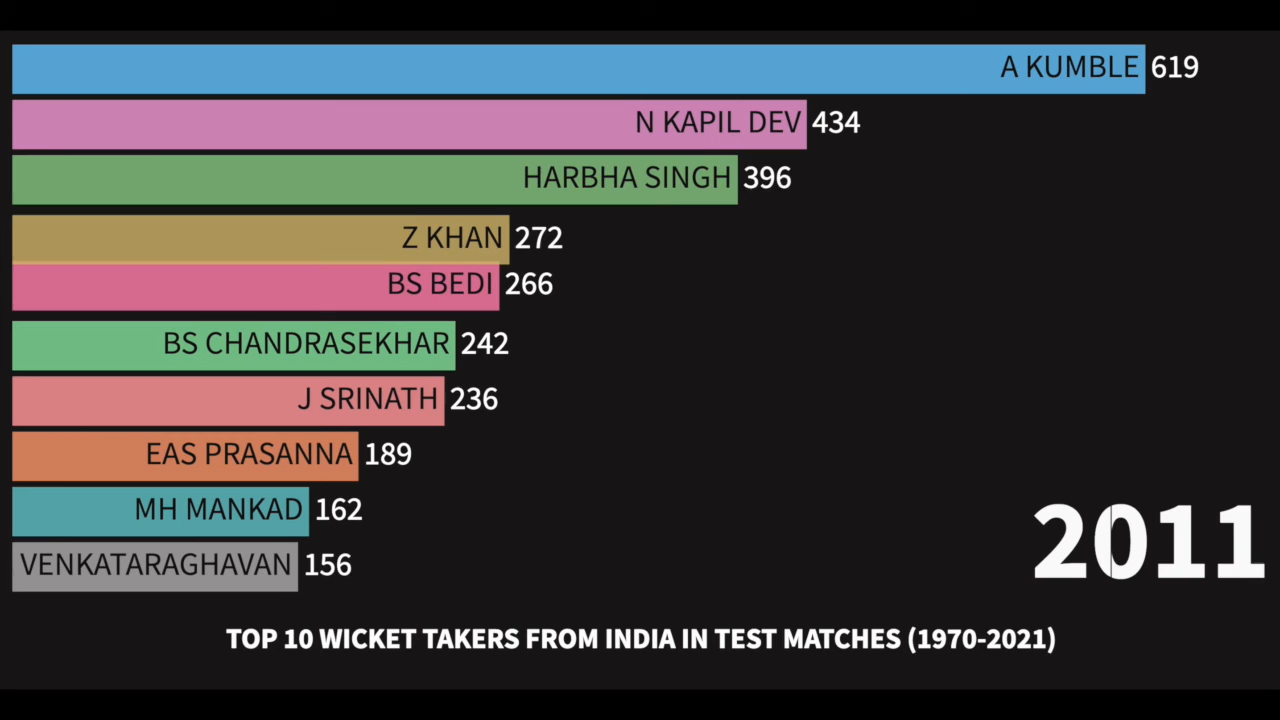 A KUMBLE 619
N KAPIL DEV 434
HARBHA SINGH 396
Z KHAN 272
BS BEDI 266
BS CHANDRASEKHAR 242
J SRINATH 236
EAS PRASANNA 189
MH MANKAD 162
VENKATARAGHAVAN 156
2011
TOP 10 WICKET TAKERS FROM INDIA IN TEST MATCHES (1970-2021)